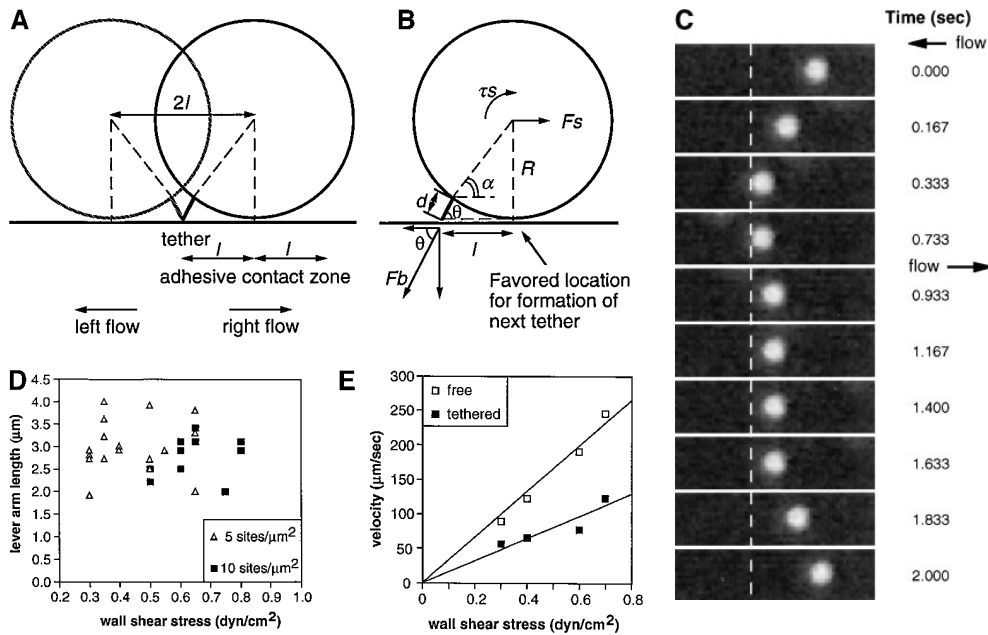 A
2l
tether
l
l
adhesive contact zone
left flow
right flow
B
τs
Fs
R
α
d
θ
θ
l
Fb
Favored location
for formation of
next tether
C
Time (sec)
flow
0.000
0.167
0.333
0.733
flow
0.933
1.167
1.400
1.633
1.833
2.000
D
lever arm length (μm)
4.5
4.0
3.5
3.0
2.5
2.0
1.5
1.0
0.5
0.0
5 sites/μm²
10 sites/μm²
0.2 0.3 0.4 0.5 0.6 0.7 0.8 0.9 1.0
wall shear stress (dyn/cm²)
E
velocity (μm/sec)
300
250
200
150
100
50
0
free
tethered
0 0.2 0.4 0.6 0.8
wall shear stress (dyn/cm²)